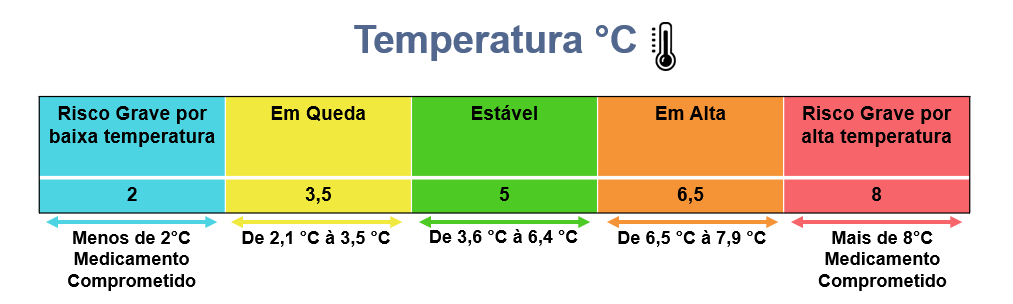 Temperatura °C
Risco Grave por
baixa temperatura
Em Queda
Estável
Em Alta
Risco Grave por
alta temperatura
2
3,5
5
6,5
8
Menos de 2°C
Medicamento
Comprometido
De 2,1 °C à 3,5 °C
De 3,6 °C à 6,4 °C
De 6,5 °C à 7,9 °C
Mais de 8°C
Medicamento
Comprometido